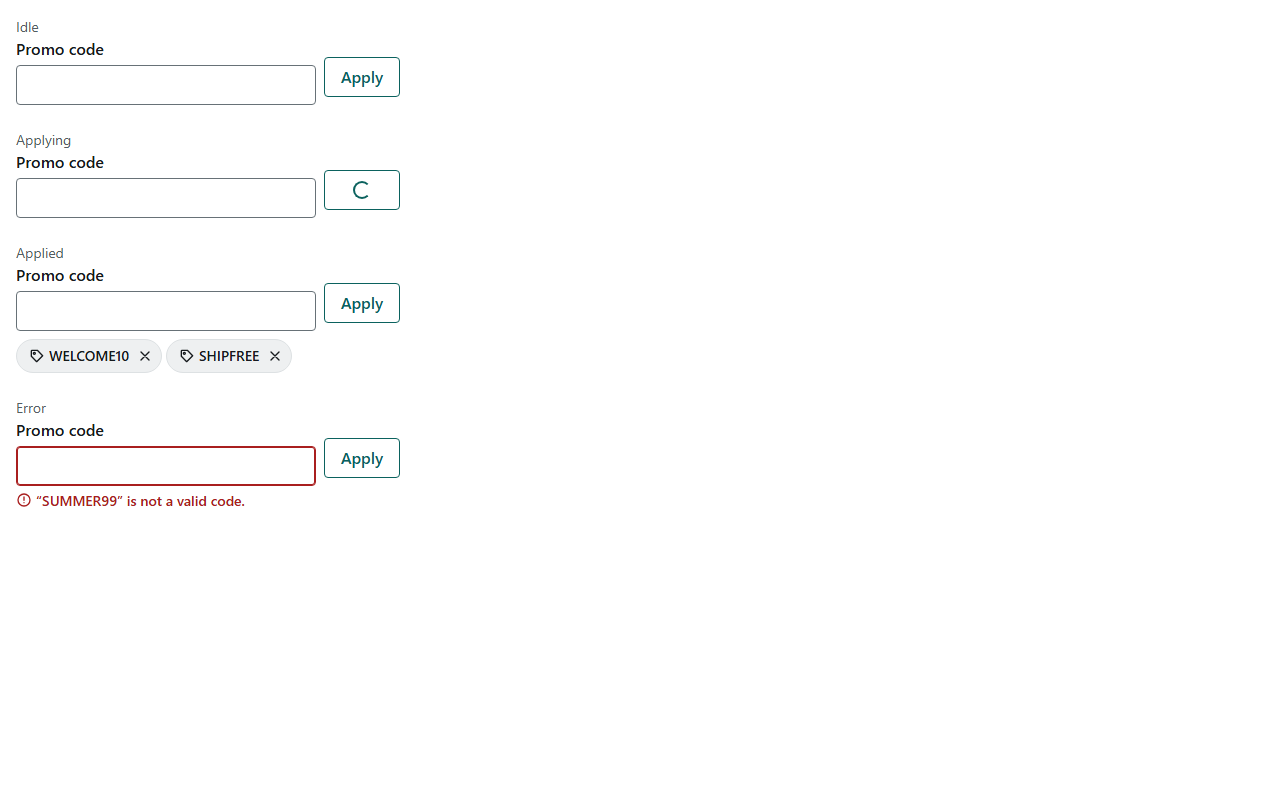 Idle
Promo code
Apply
Applying
Promo code
Applied
Promo code
Apply
WELCOME10 SHIPFREE
Error
Promo code
Apply
“SUMMER99” is not a valid code.